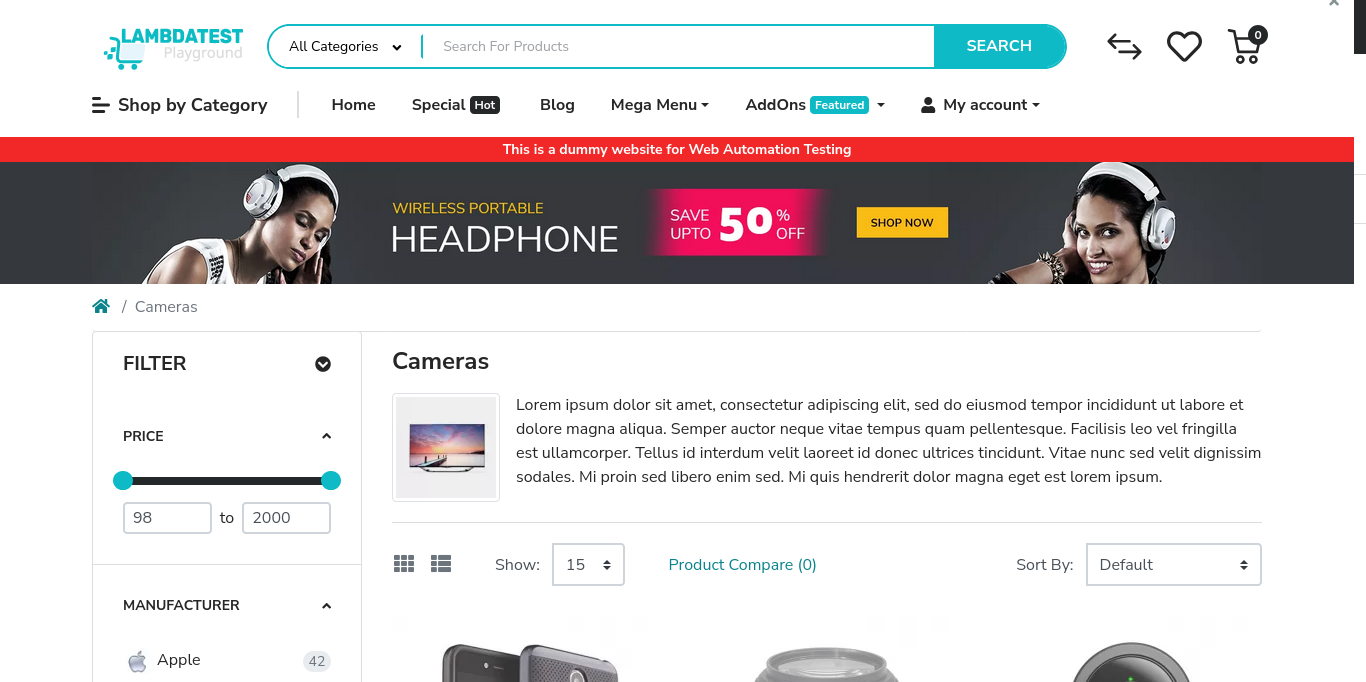 LAMBDATEST
Playground
All Categories
Search For Products
SEARCH
0
Shop by Category
Home
Special Hot
Blog
Mega Menu
AddOns Featured
My account
This is a dummy website for Web Automation Testing
WIRELESS PORTABLE
HEADPHONE
SAVE
UPTO
50
%
OFF
SHOP NOW
/ Cameras
FILTER
PRICE
98 to 2000
MANUFACTURER
Apple 42
Cameras
Lorem ipsum dolor sit amet, consectetur adipiscing elit, sed do eiusmod tempor incididunt ut labore et
dolore magna aliqua. Semper auctor neque vitae tempus quam pellentesque. Facilisis leo vel fringilla
est ullamcorper. Tellus id interdum velit laoreet id donec ultrices tincidunt. Vitae nunc sed velit dignissim
sodales. Mi proin sed libero enim sed. Mi quis hendrerit dolor magna eget est lorem ipsum.
Show: 15
Product Compare (0)
Sort By: Default